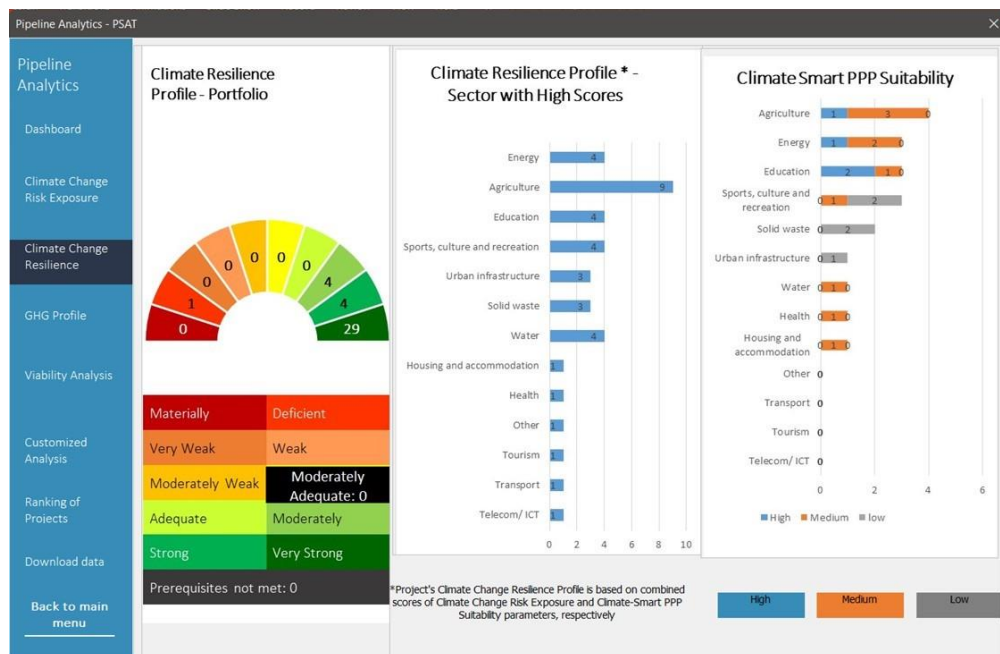 Pipeline Analytics - PSAT
Pipeline
Analytics
Dashboard
Climate Change
Risk Exposure
Climate Change
Resilience
GHG Profile
Viability Analysis
Customized
Analysis
Ranking of
Projects
Download data
Back to main
menu
Climate Resilience
Profile - Portfolio
0
1
0
0
0
0
0
4
4
29
Materially
Deficient
Very Weak
Weak
Moderately Weak
Moderately
Adequate: 0
Adequate
Moderately
Strong
Very Strong
Prerequisites not met: 0
Climate Resilience Profile * -
Sector with High Scores
Energy 4
Agriculture 9
Education 4
Sports, culture and recreation 4
Urban infrastructure 3
Solid waste 3
Water 4
Housing and accommodation 1
Health 1
Other 1
Tourism 1
Transport 1
Telecom/ ICT 1
0 2 4 6 8 10
*Project's Climate Change Resilience Profile is based on combined
scores of Climate Change Risk Exposure and Climate-Smart PPP
Suitability parameters, respectively
Climate Smart PPP Suitability
Agriculture 1 3 0
Energy 1 2 0
Education 2 1 0
Sports, culture and
recreation 0 1 2
Solid waste 0 2
Urban infrastructure 0 1
Water 0 1 0
Health 0 1 0
Housing and
accommodation 0 1 0
Other 0
Transport 0
Tourism 0
Telecom/ ICT 0
0 2 4 6
High Medium low
High Medium Low